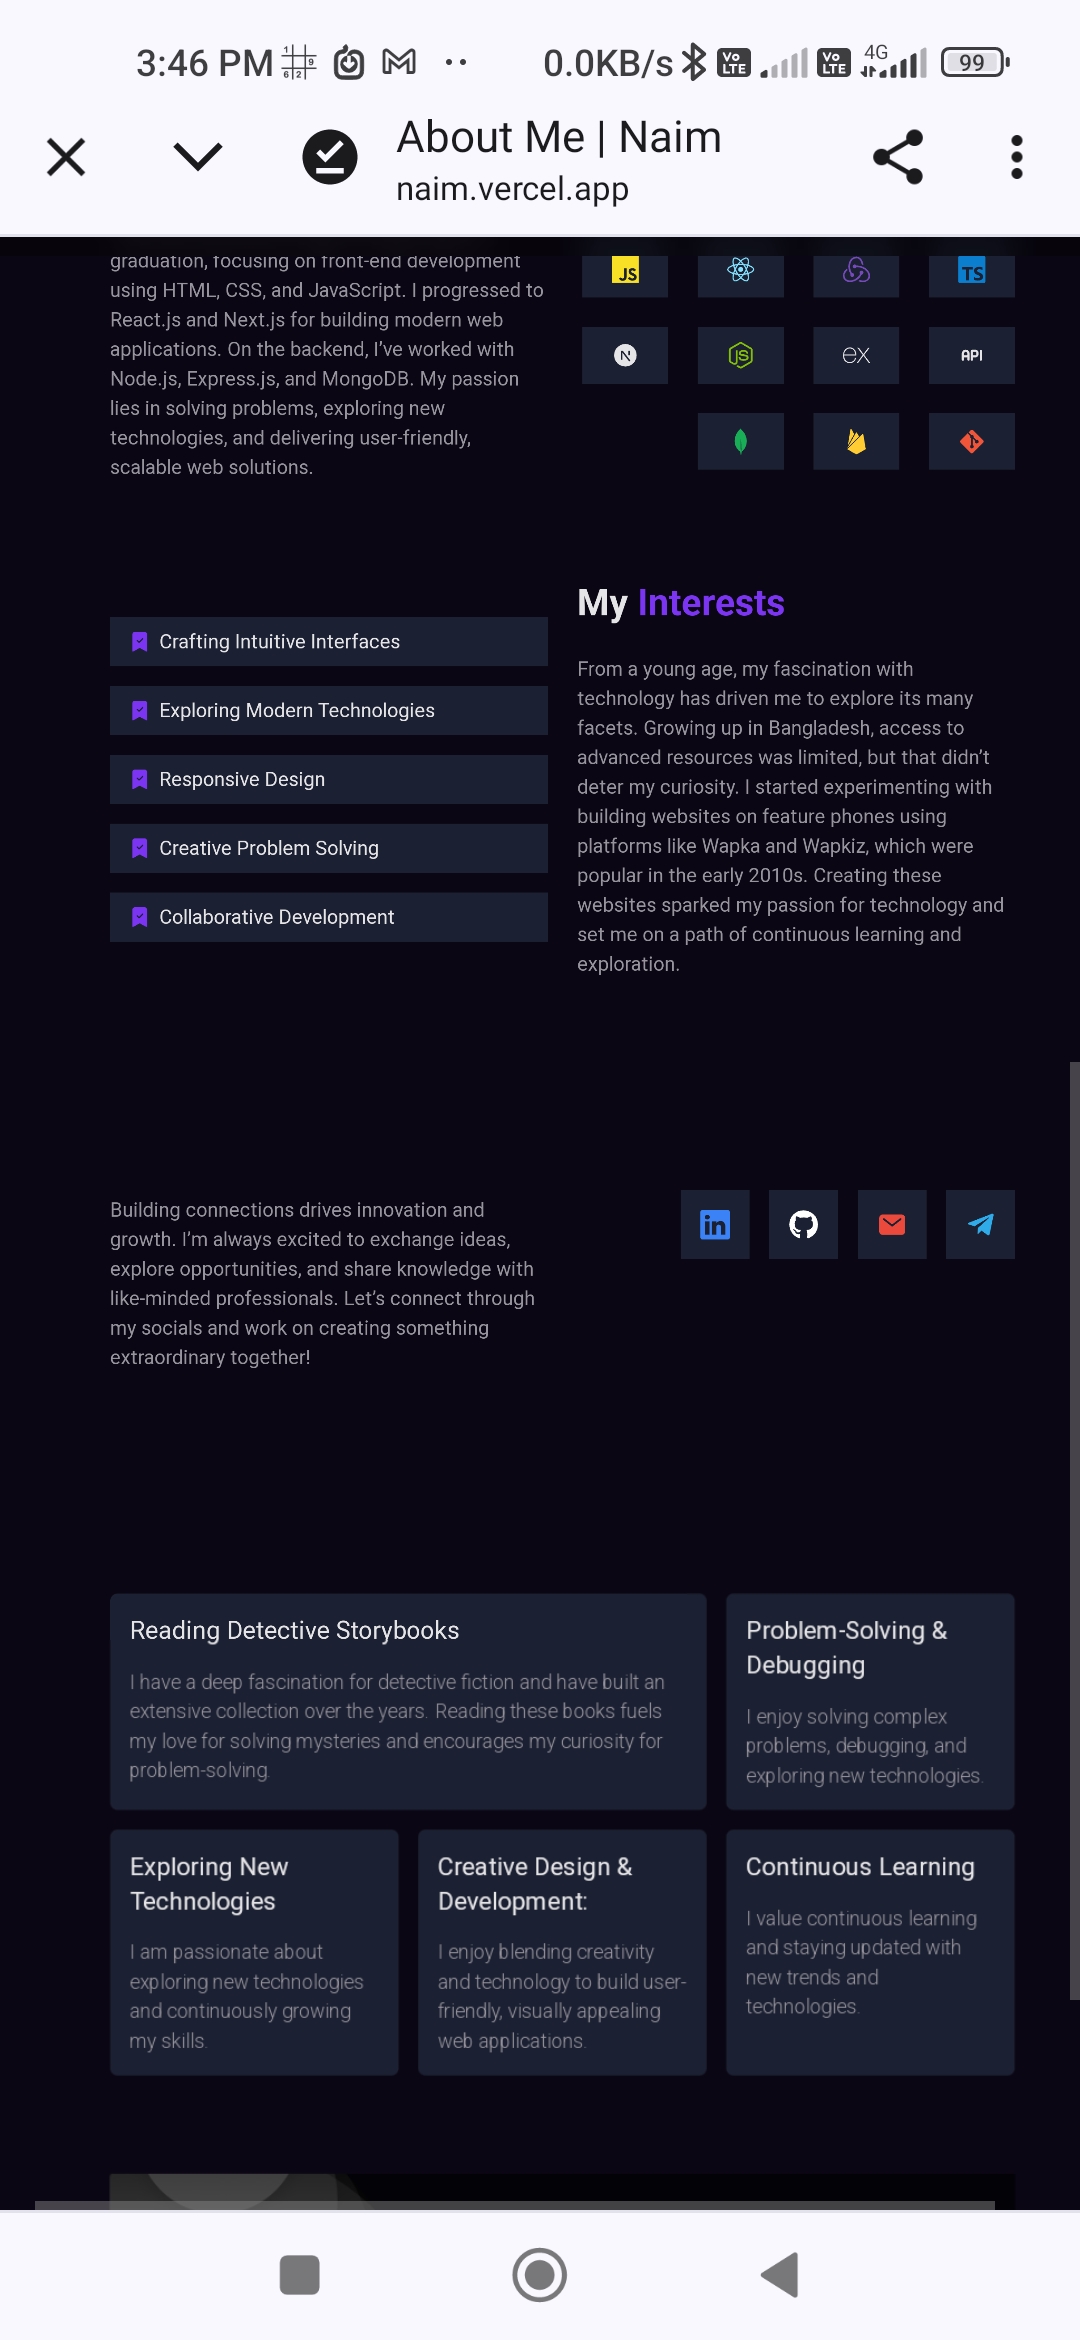 3:46 PM
0.0KB/s
Vo
LTE
Vo
LTE
4G
99
About Me | Naim
naim.vercel.app
graduation, focusing on front-end development
using HTML, CSS, and JavaScript. I progressed to
React.js and Next.js for building modern web
applications. On the backend, I’ve worked with
Node.js, Express.js, and MongoDB. My passion
lies in solving problems, exploring new
technologies, and delivering user-friendly,
scalable web solutions.
JS
TS
N
JS
ex
API
Crafting Intuitive Interfaces
Exploring Modern Technologies
Responsive Design
Creative Problem Solving
Collaborative Development
My Interests
From a young age, my fascination with
technology has driven me to explore its many
facets. Growing up in Bangladesh, access to
advanced resources was limited, but that didn’t
deter my curiosity. I started experimenting with
building websites on feature phones using
platforms like Wapka and Wapkiz, which were
popular in the early 2010s. Creating these
websites sparked my passion for technology and
set me on a path of continuous learning and
exploration.
Building connections drives innovation and
growth. I’m always excited to exchange ideas,
explore opportunities, and share knowledge with
like-minded professionals. Let’s connect through
my socials and work on creating something
extraordinary together!
in
Reading Detective Storybooks
I have a deep fascination for detective fiction and have built an
extensive collection over the years. Reading these books fuels
my love for solving mysteries and encourages my curiosity for
problem-solving.
Problem-Solving &
Debugging
I enjoy solving complex
problems, debugging, and
exploring new technologies.
Exploring New
Technologies
I am passionate about
exploring new technologies
and continuously growing
my skills.
Creative Design &
Development:
I enjoy blending creativity
and technology to build user-
friendly, visually appealing
web applications.
Continuous Learning
I value continuous learning
and staying updated with
new trends and
technologies.